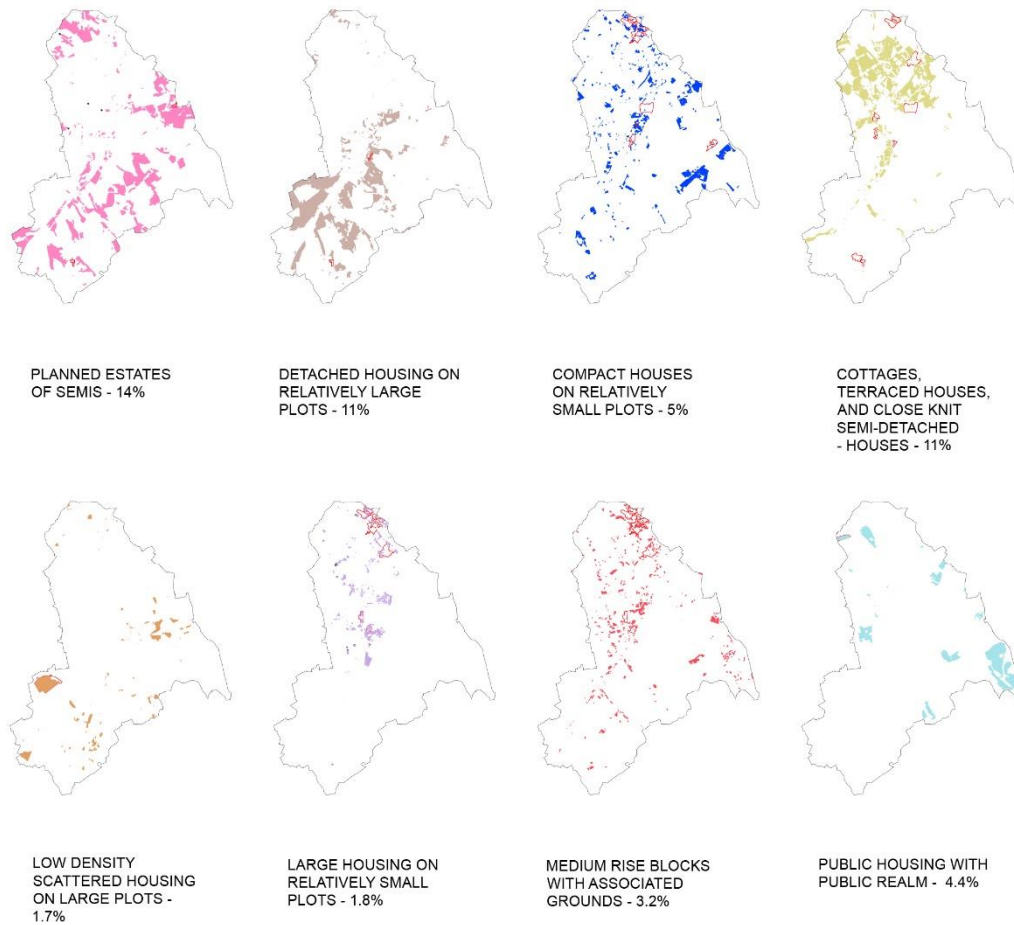 PLANNED ESTATES
OF SEMIS - 14%
DETACHED HOUSING ON
RELATIVELY LARGE
PLOTS - 11%
COMPACT HOUSES
ON RELATIVELY
SMALL PLOTS - 5%
COTTAGES,
TERRACED HOUSES,
AND CLOSE KNIT
SEMI-DETACHED
- HOUSES - 11%
LOW DENSITY
SCATTERED HOUSING
ON LARGE PLOTS -
1.7%
LARGE HOUSING ON
RELATIVELY SMALL
PLOTS - 1.8%
MEDIUM RISE BLOCKS
WITH ASSOCIATED
GROUNDS - 3.2%
PUBLIC HOUSING WITH
PUBLIC REALM - 4.4%